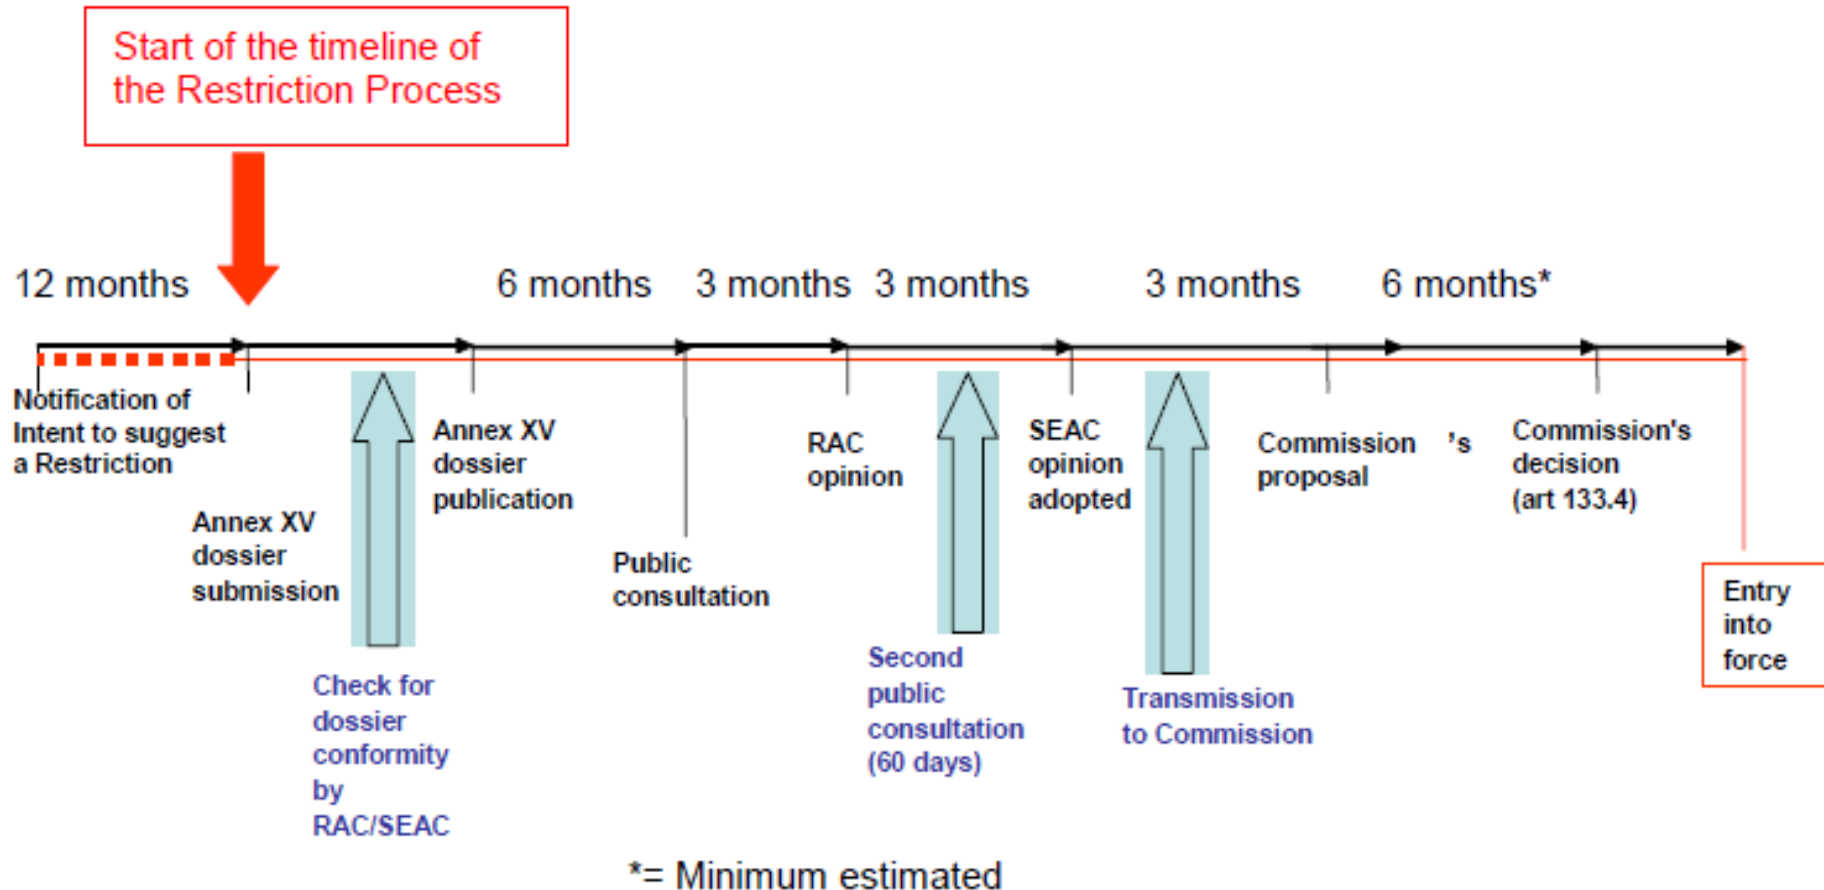 Start of the timeline of
the Restriction Process
12 months
6 months
3 months
3 months
3 months
6 months*
Notification of
Intent to suggest
a Restriction
Annex XV
dossier
submission
Check for
dossier
conformity
by
RAC/SEAC
Annex XV
dossier
publication
Public
consultation
RAC
opinion
Second
public
consultation
(60 days)
SEAC
opinion
adopted
Transmission
to Commission
Commission 's
proposal
Commission's
decision
(art 133.4)
Entry
into
force
*= Minimum estimated